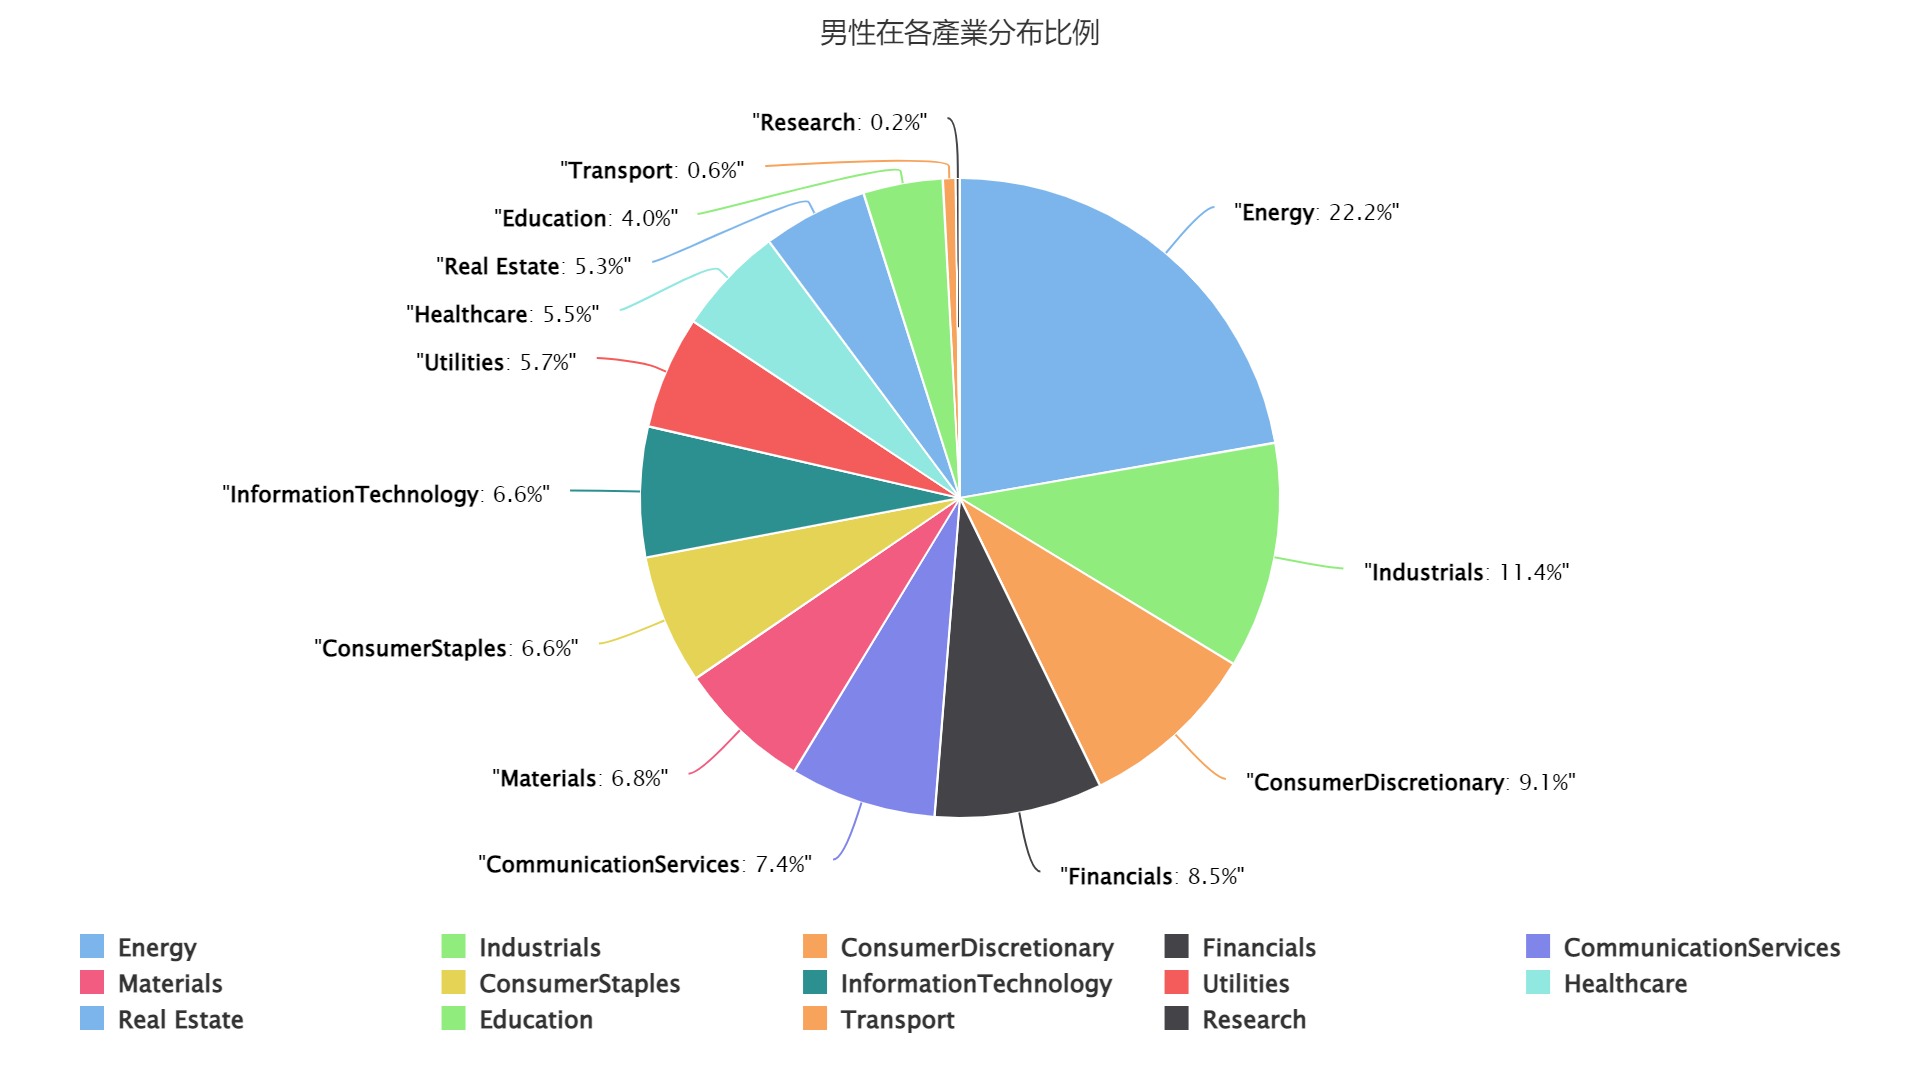 男性在各產業分布比例
"Research: 0.2%"
"Transport: 0.6%"
"Education: 4.0%"
"Real Estate: 5.3%"
"Healthcare: 5.5%"
"Utilities: 5.7%"
"InformationTechnology: 6.6%"
"ConsumerStaples: 6.6%"
"Materials: 6.8%"
"CommunicationServices: 7.4%"
"Energy: 22.2%"
"Industrials: 11.4%"
"ConsumerDiscretionary: 9.1%"
"Financials: 8.5%"
Energy Industrials ConsumerDiscretionary Financials CommunicationServices
Materials ConsumerStaples InformationTechnology Utilities Healthcare
Real Estate Education Transport Research